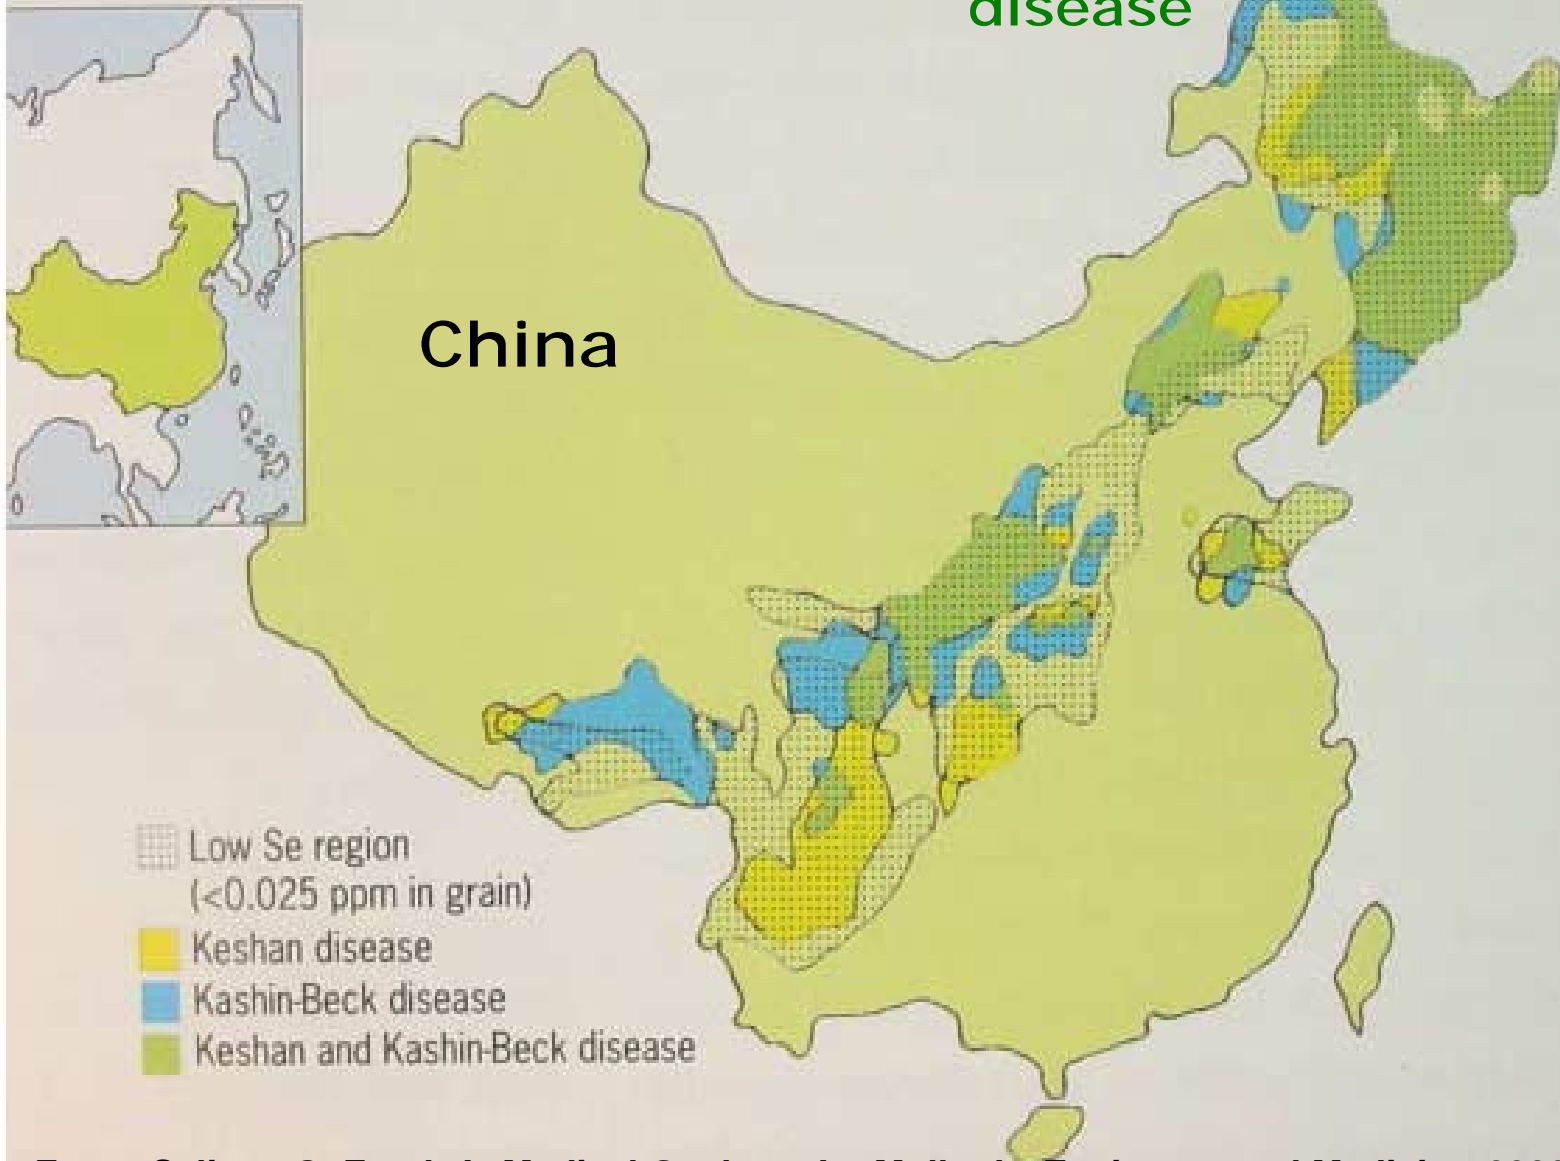 disease
China
Low Se region
(<0.025 ppm in grain)
Keshan disease
Kashin-Beck disease
Keshan and Kashin-Beck disease